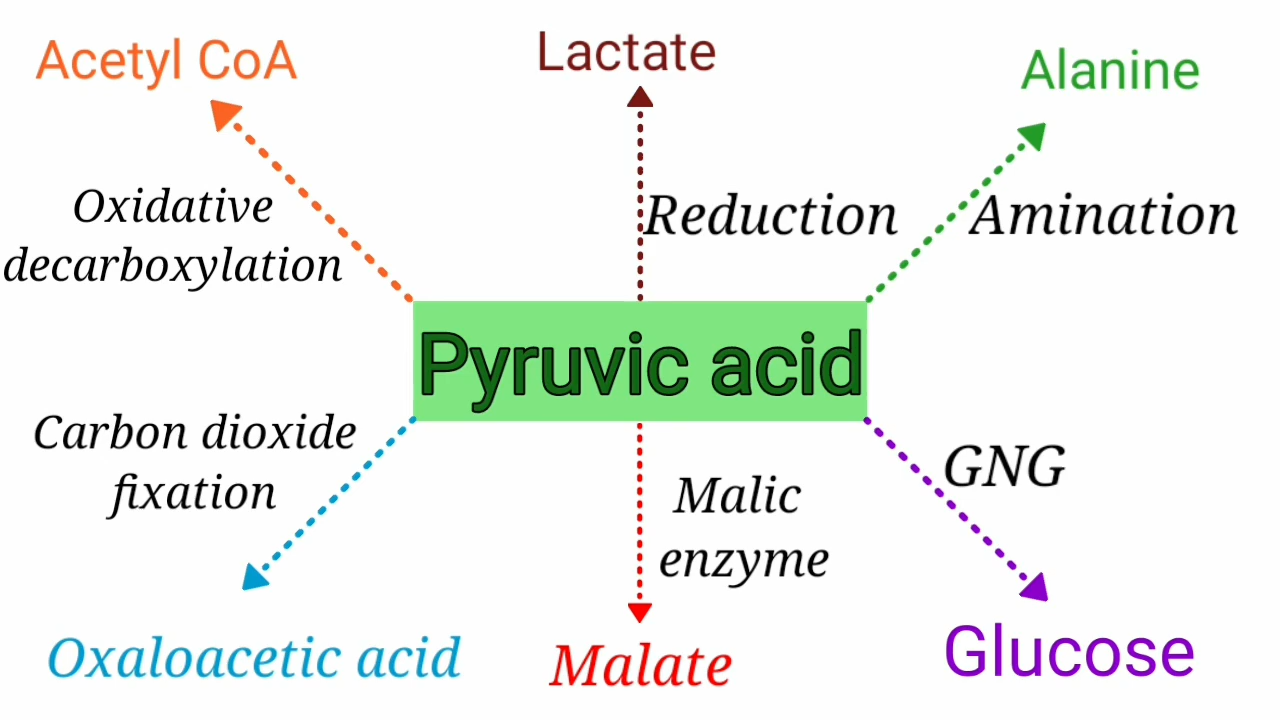 Acetyl CoA
Lactate
Alanine
Oxidative
decarboxylation
Reduction
Amination
Pyruvic acid
Carbon dioxide
fixation
Malic
enzyme
GNG
Oxaloacetic acid
Malate
Glucose